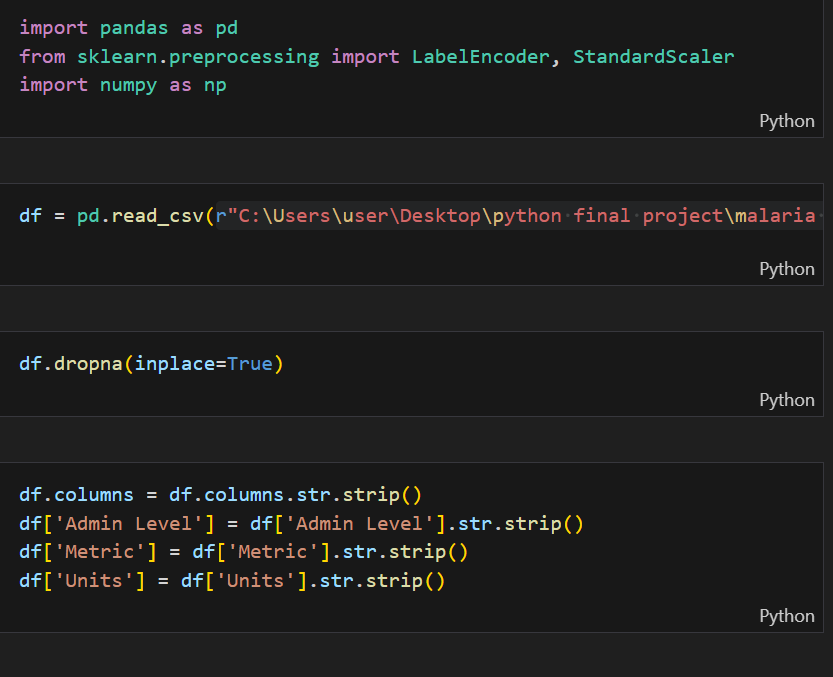 import pandas as pd
from sklearn.preprocessing import LabelEncoder, StandardScaler
import numpy as np
Python
df = pd.read_csv(r"C:\Users\user\Desktop\python final project\malaria
Python
df.dropna(inplace=True)
Python
df.columns = df.columns.str.strip()
df['Admin Level'] = df['Admin Level'].str.strip()
df['Metric'] = df['Metric'].str.strip()
df['Units'] = df['Units'].str.strip()
Python